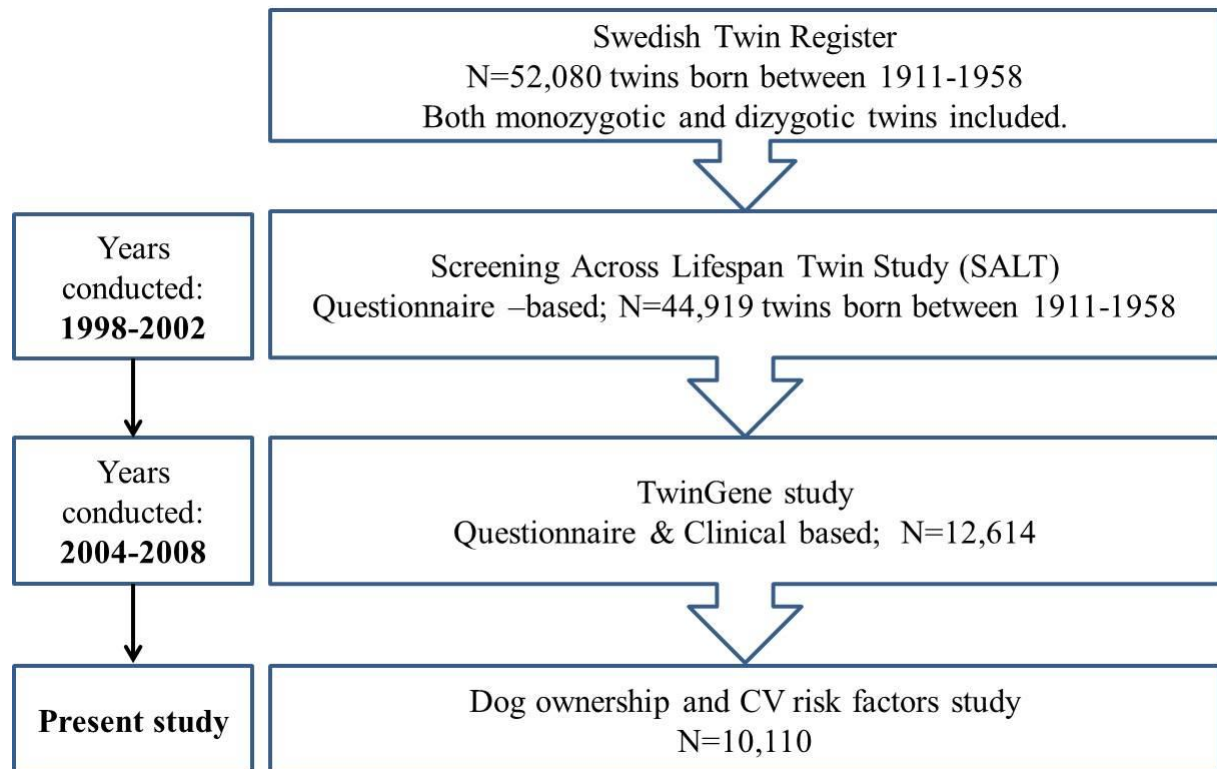 Swedish Twin Register
N=52,080 twins born between 1911-1958
Both monozygotic and dizygotic twins included.
Years
conducted:
1998-2002
Screening Across Lifespan Twin Study (SALT)
Questionnaire –based; N=44,919 twins born between 1911-1958
Years
conducted:
2004-2008
TwinGene study
Questionnaire & Clinical based; N=12,614
Present study
Dog ownership and CV risk factors study
N=10,110